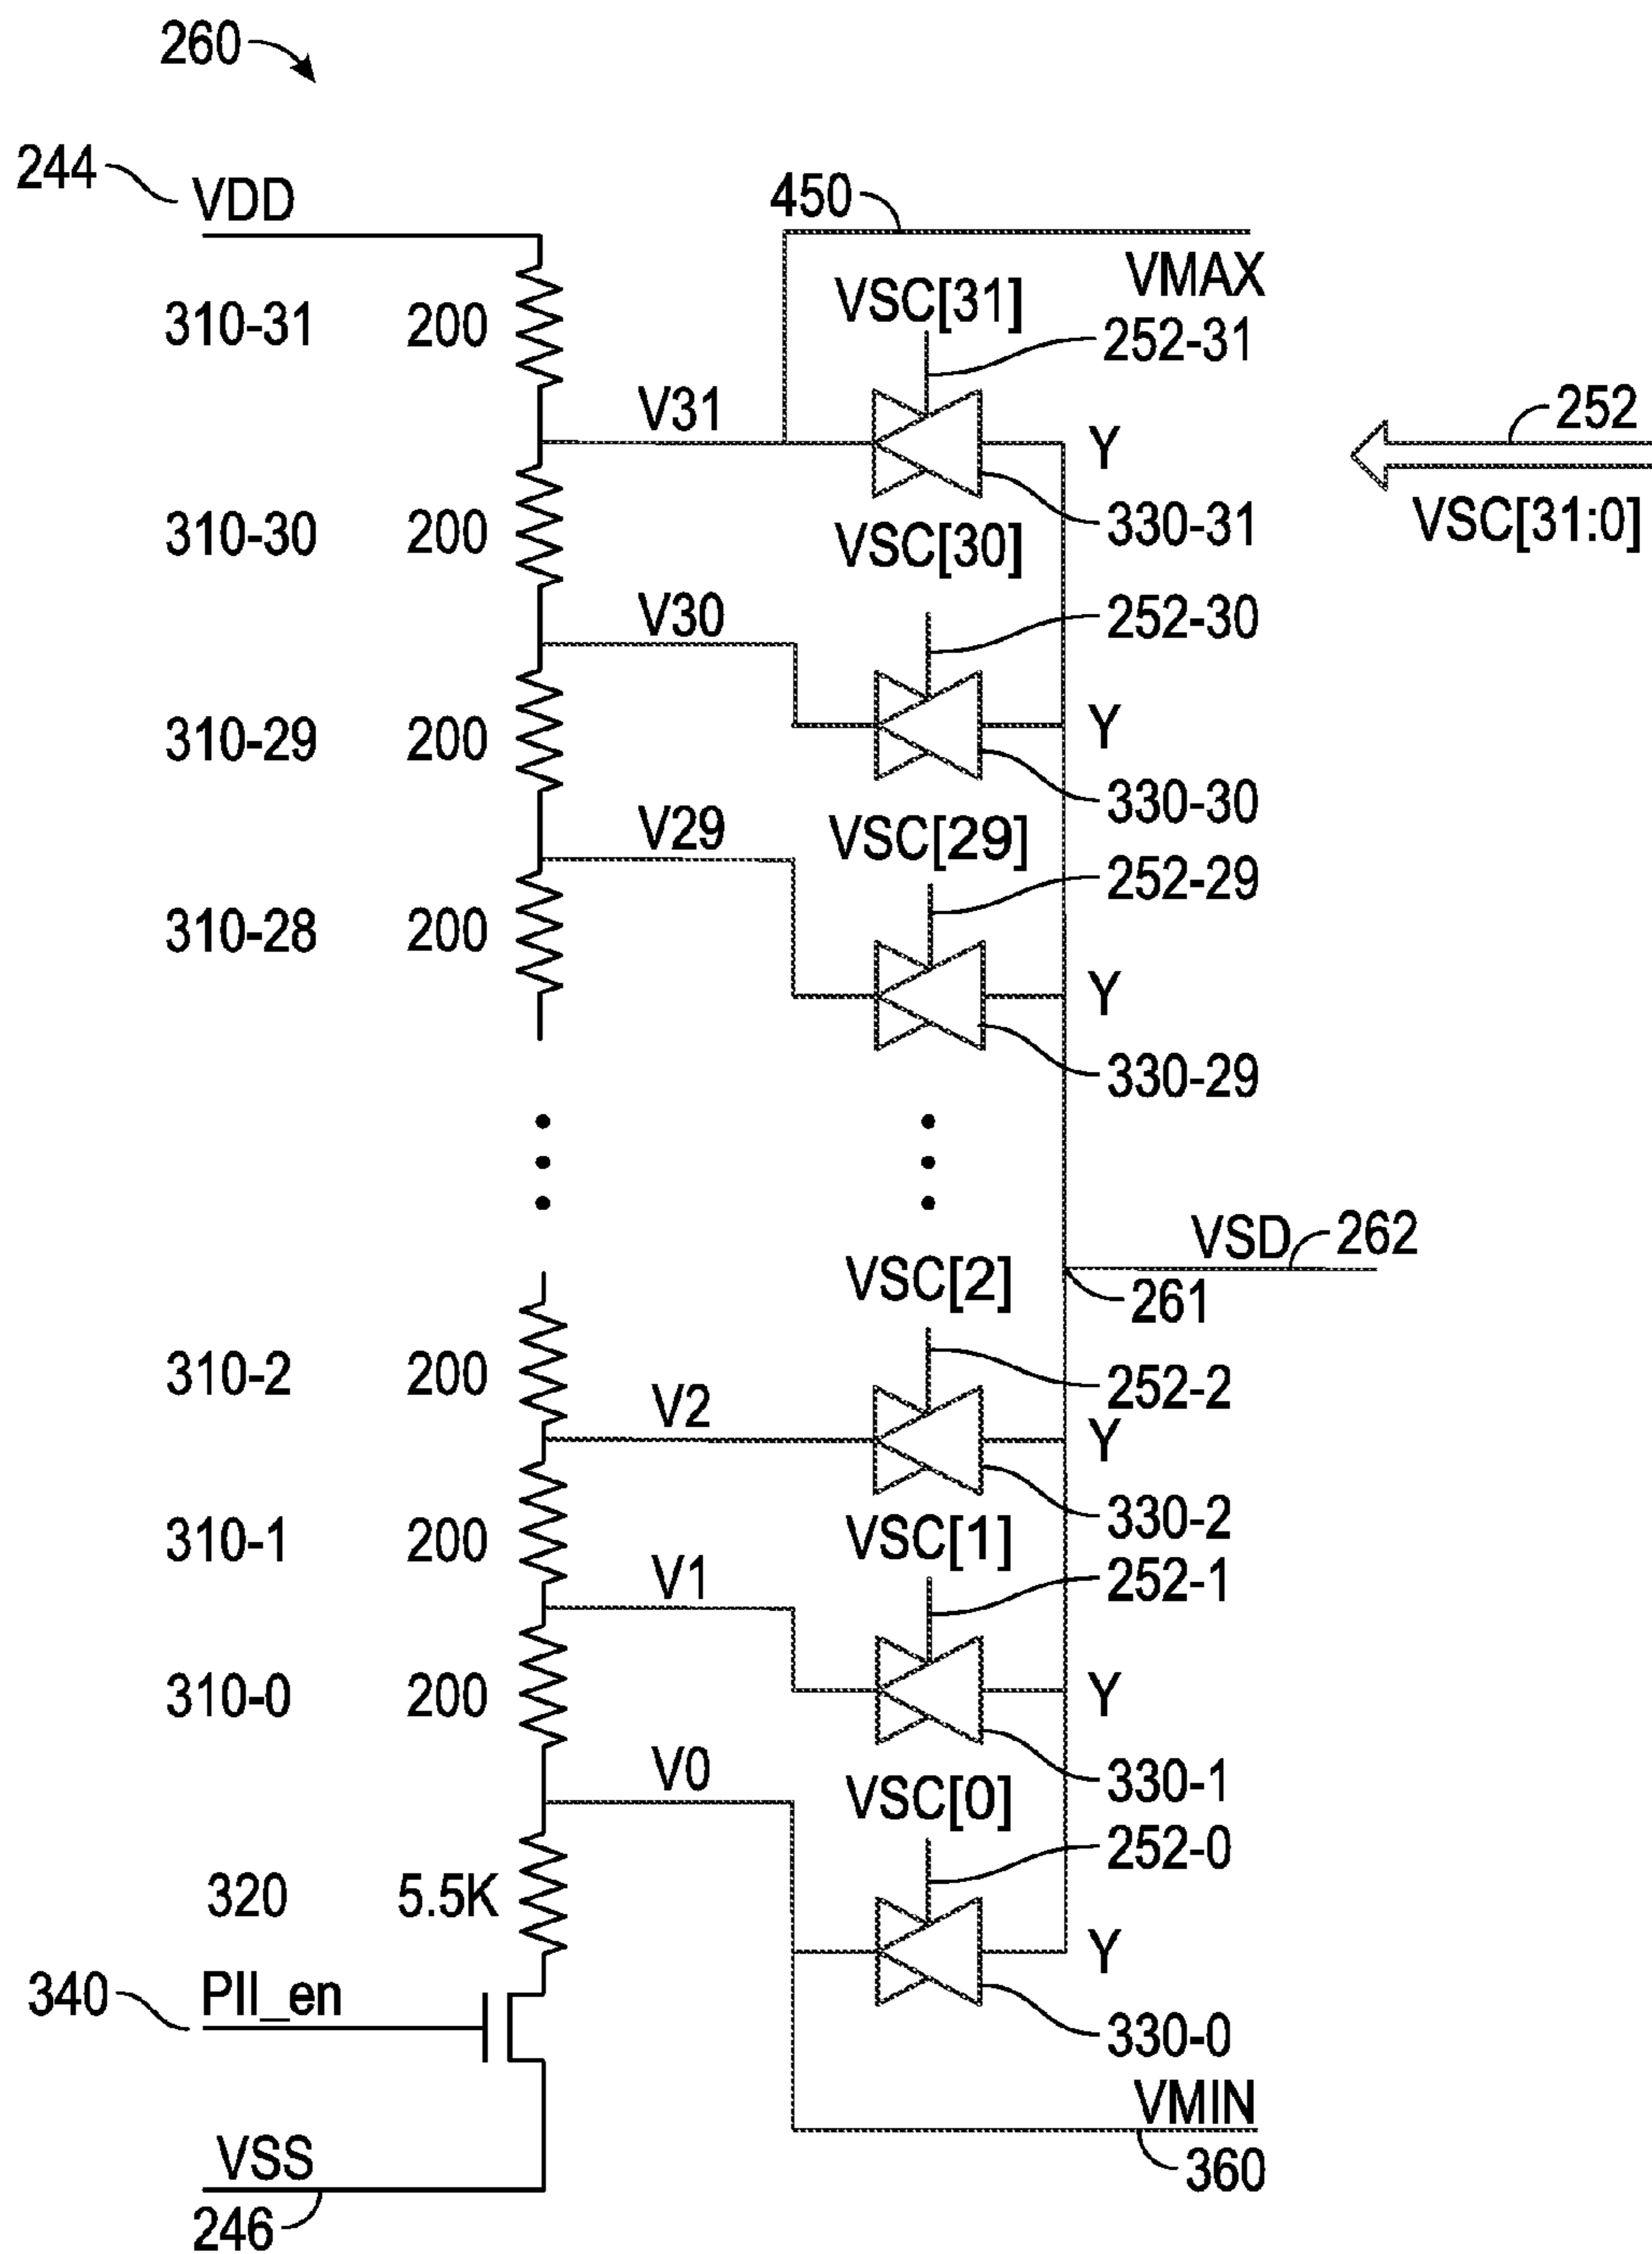 260
244
VDD
450
VMAX
310-31 200
VSC[31]
252-31
V31
Y
252
VSC[31:0]
330-31
310-30 200
VSC[30]
V30
252-30
Y
310-29 200
330-30
V29
VSC[29]
252-29
310-28 200
Y
330-29
VSD
262
261
VSC[2]
310-2 200
252-2
V2
Y
330-2
310-1 200
VSC[1]
V1
252-1
310-0 200
Y
330-1
V0
VSC[0]
252-0
320 5.5K
Y
340
PII_en
330-0
VMIN
360
VSS
246